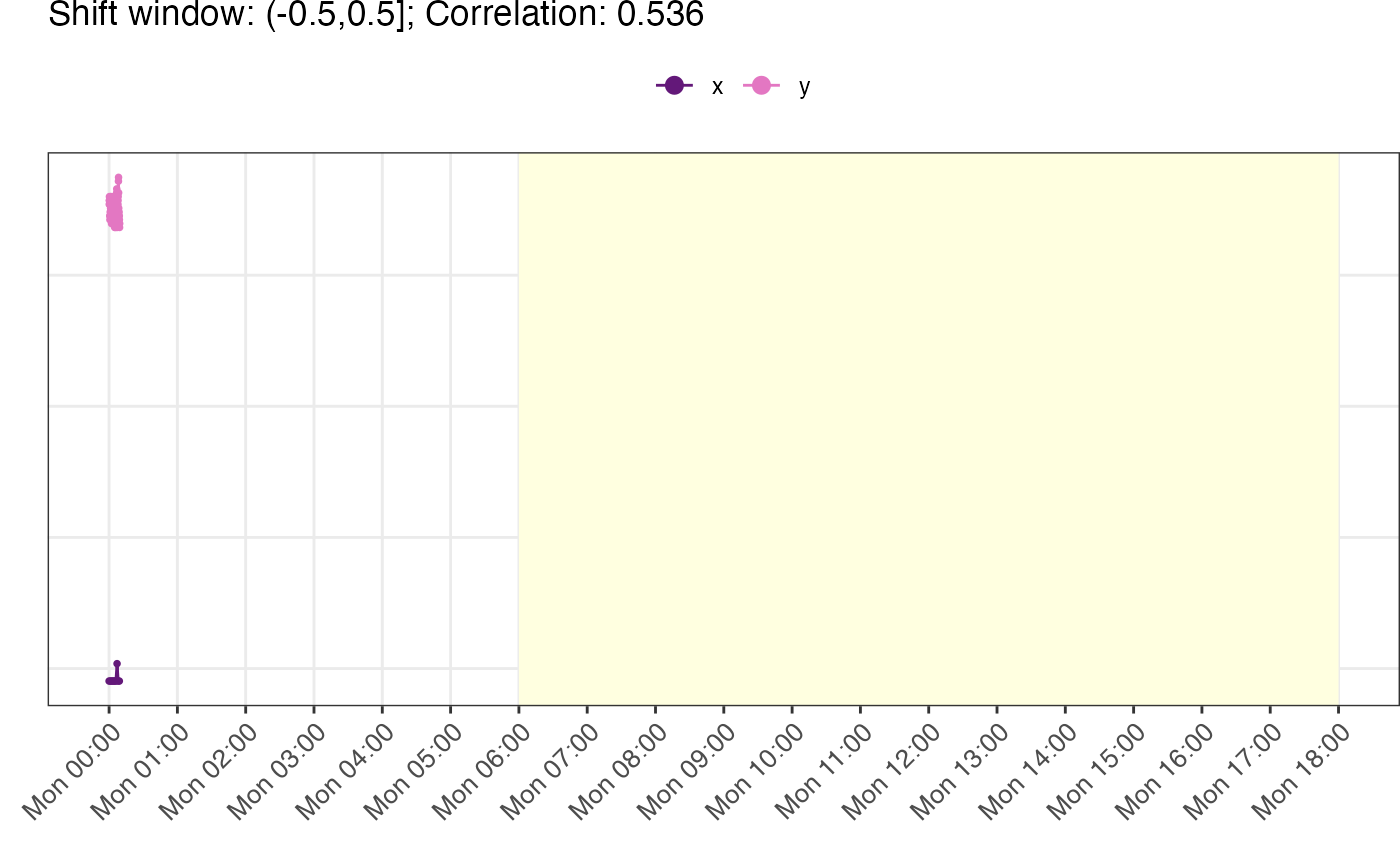 Shift window: (-0.5,0.5]; Correlation: 0.536
x y
Mon 00:00
Mon 01:00
Mon 02:00
Mon 03:00
Mon 04:00
Mon 05:00
Mon 06:00
Mon 07:00
Mon 08:00
Mon 09:00
Mon 10:00
Mon 11:00
Mon 12:00
Mon 13:00
Mon 14:00
Mon 15:00
Mon 16:00
Mon 17:00
Mon 18:00